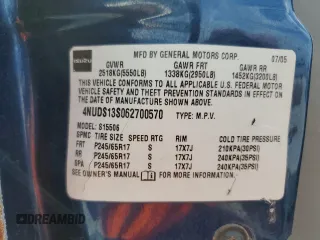 ISUZU
MFD BY GENERAL MOTORS CORP 07/05
GVWR GAWR FRT GAWR RR
2518KG(5550LB) 1338KG(2950LB) 1452KG(3200LB)
THIS VEHICLE CONFORMS TO ALL APPLICABLE U.S. FEDERAL MOTOR
VEHICLE SAFETY AND THEFT PREVENTION STANDARDS IN EFFECT ON THE
DATE OF MANUFACTURE SHOWN ABOVE.
4NUDS13S062700570 TYPE: M.P.V.
MODEL: S15506
GPMC TIRE SIZE SPEED RTG RIM COLD TIRE PRESSURE
FRT P245/65R17 S 17X7J 210KPA(30PSI)
RR P245/65R17 S 17X7J 240KPA(35PSI)
SPA P245/65R17 S 17X7J 240KPA(35PSI)
SEE OWNER'S MANUAL FOR MORE INFORMATION
DREAMBID